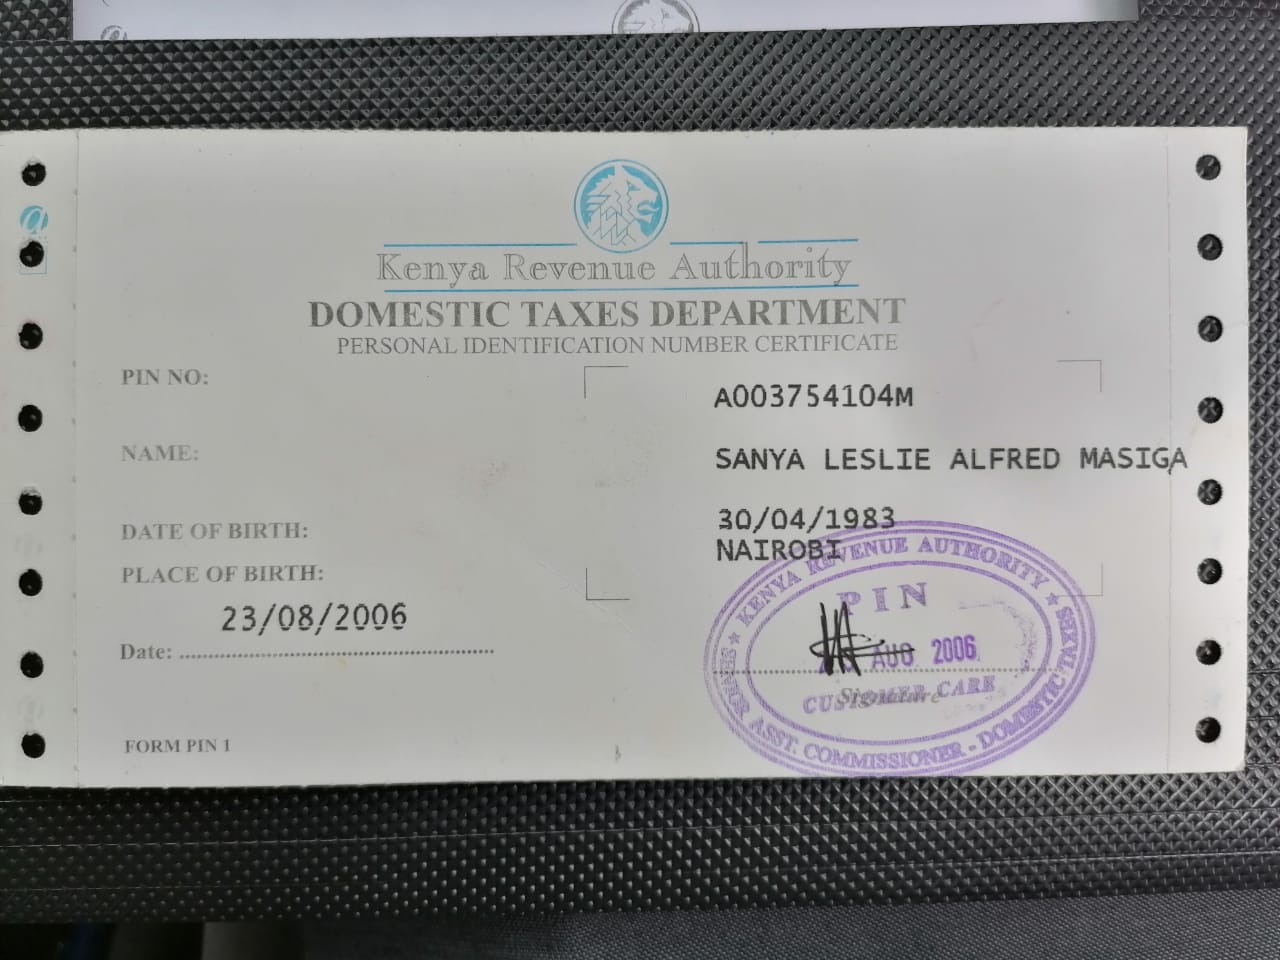 Kenya Revenue Authority
DOMESTIC TAXES DEPARTMENT
PERSONAL IDENTIFICATION NUMBER CERTIFICATE
PIN NO:
A003754104M
NAME:
SANYA LESLIE ALFRED MASIGA
DATE OF BIRTH:
30/04/1983
PLACE OF BIRTH:
NAIROBI
23/08/2006
Date:
KENYA REVENUE AUTHORITY
PIN
AUG 2006
Signature
CUSTOMER CARE
SENIOR ASST. COMMISSIONER - DOMESTIC TAXES
FORM PIN 1